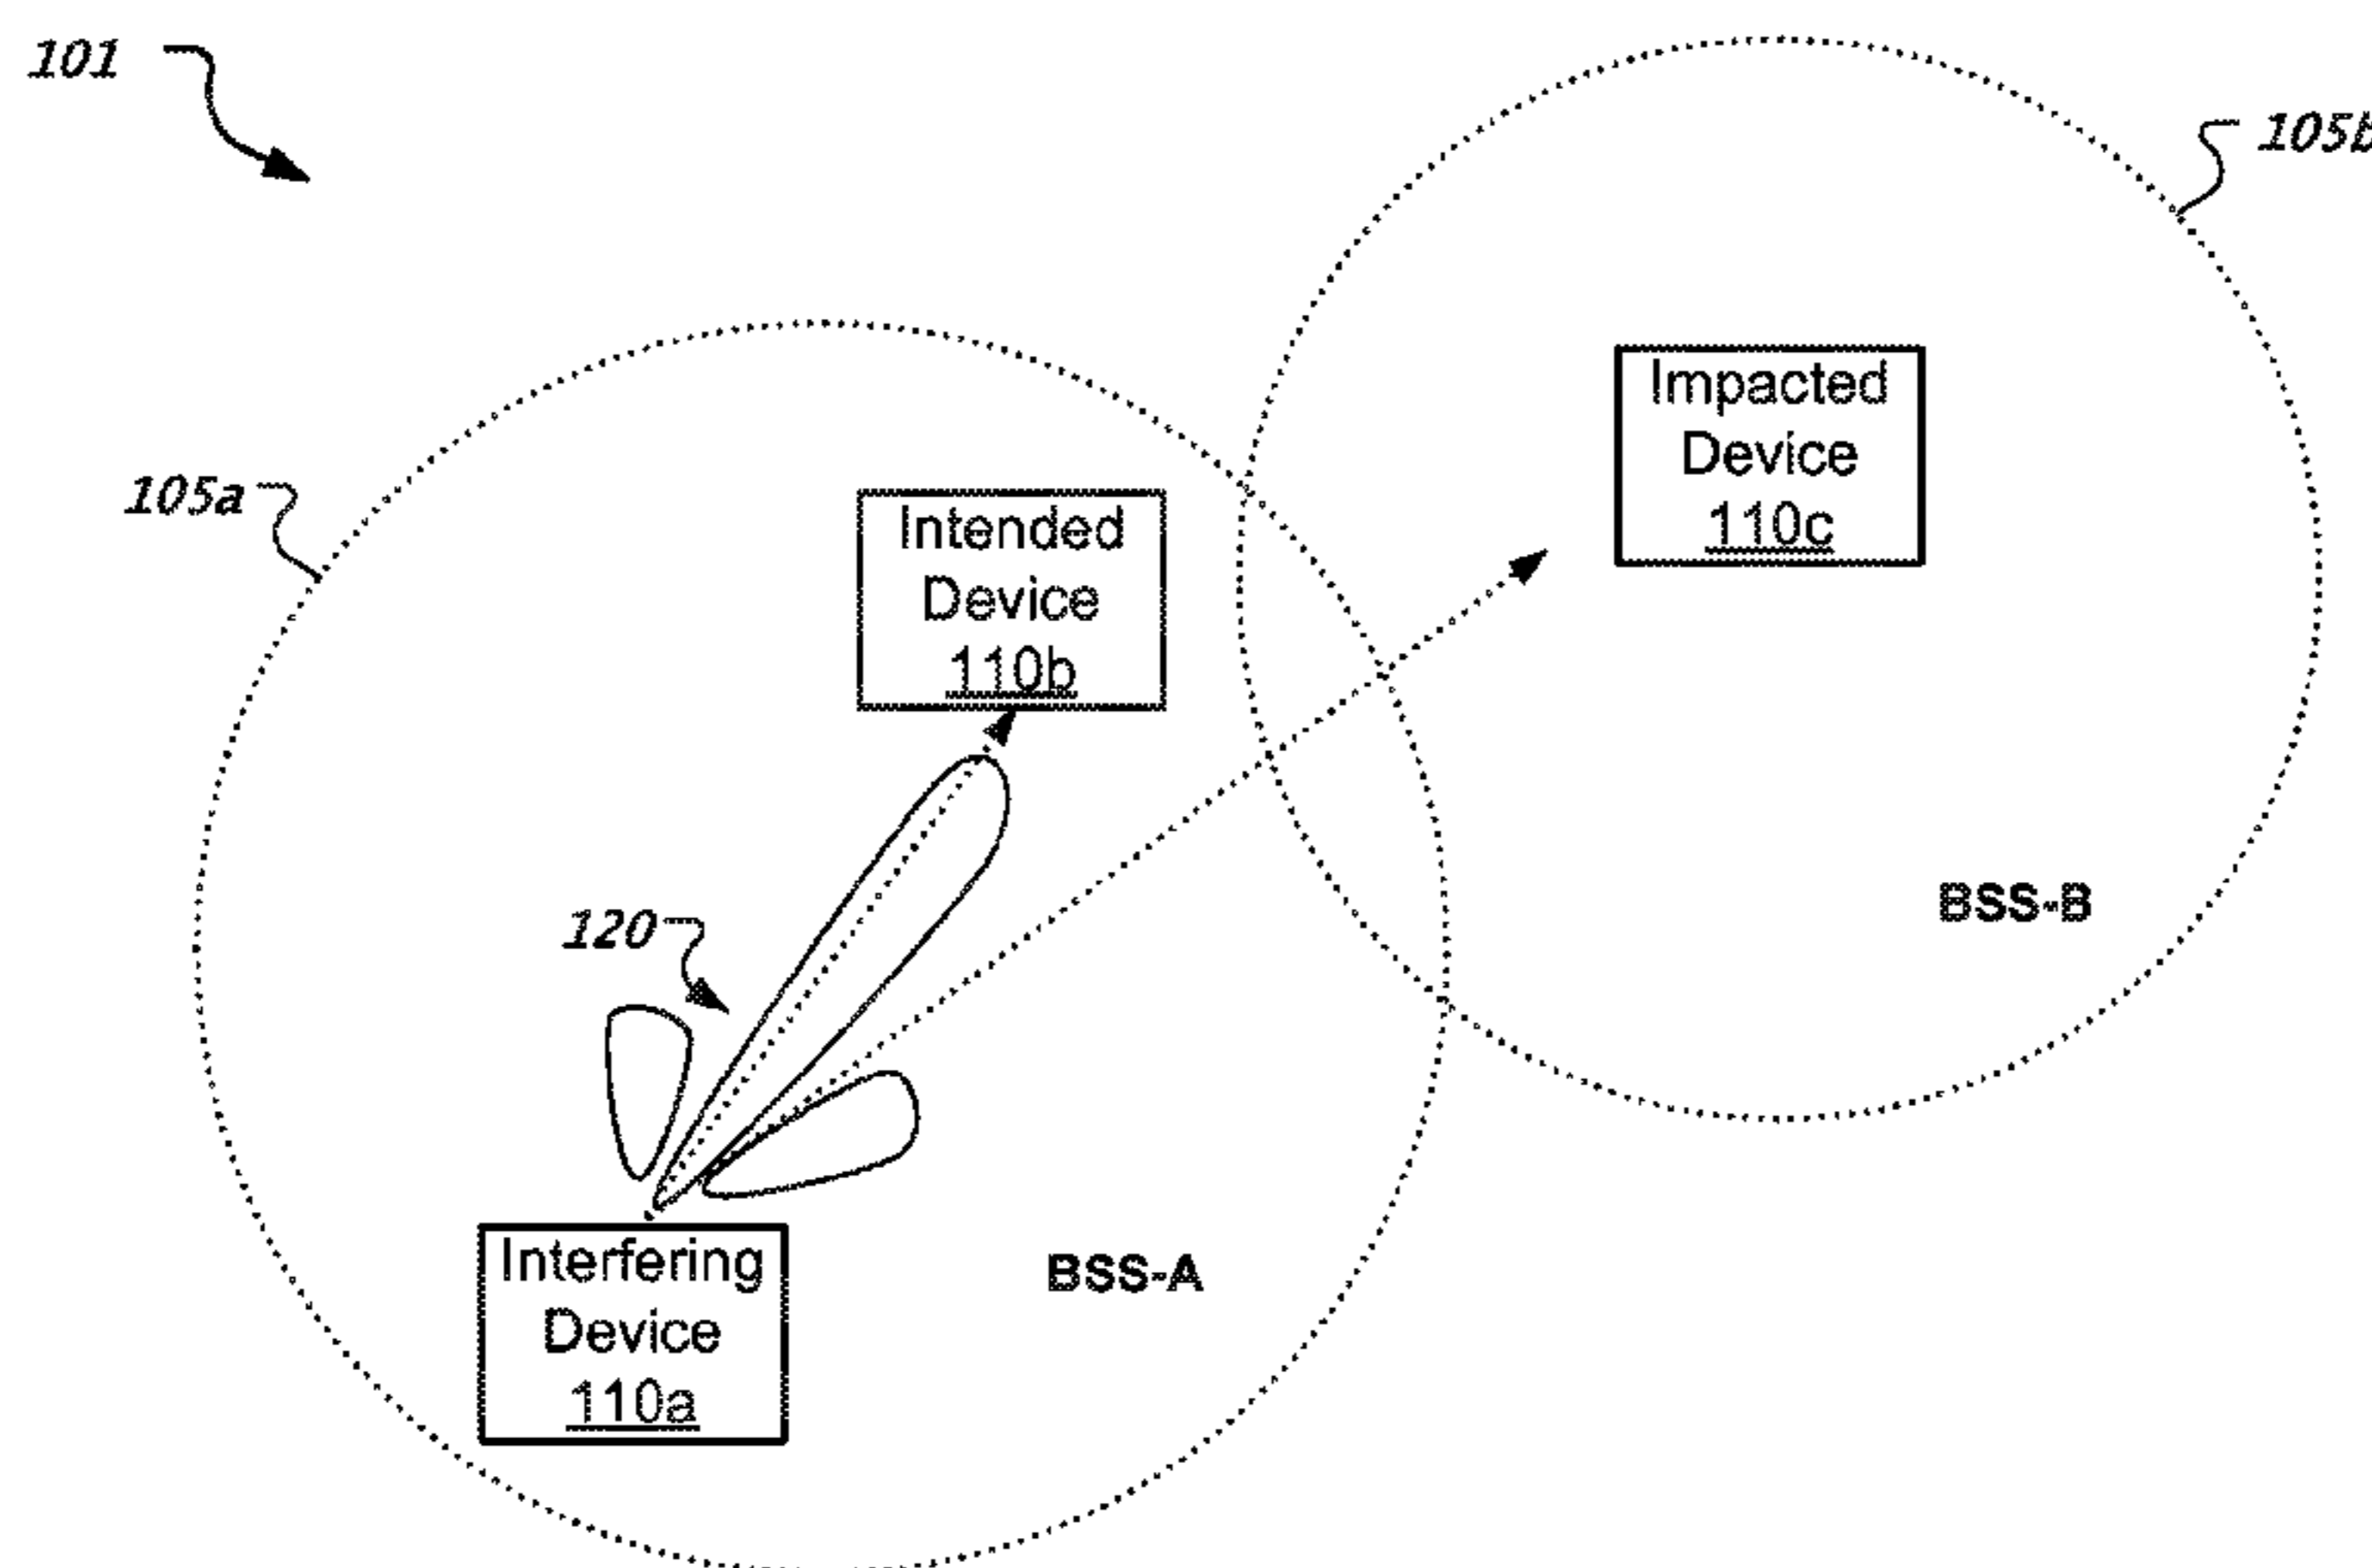 101
105b
Impacted
Device
110c
105a
Intended
Device
110b
BSS-B
120
Interfering
Device
110a
BSS-A